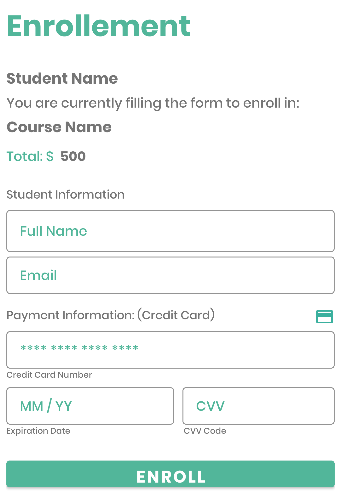 Enrollement
Student Name
You are currently filling the form to enroll in:
Course Name
Total: $ 500
Student Information
Full Name
Email
Payment Information: (Credit Card)
**** **** **** ****
Credit Card Number
MM / YY CVV
Expiration Date CVV Code
ENROLL